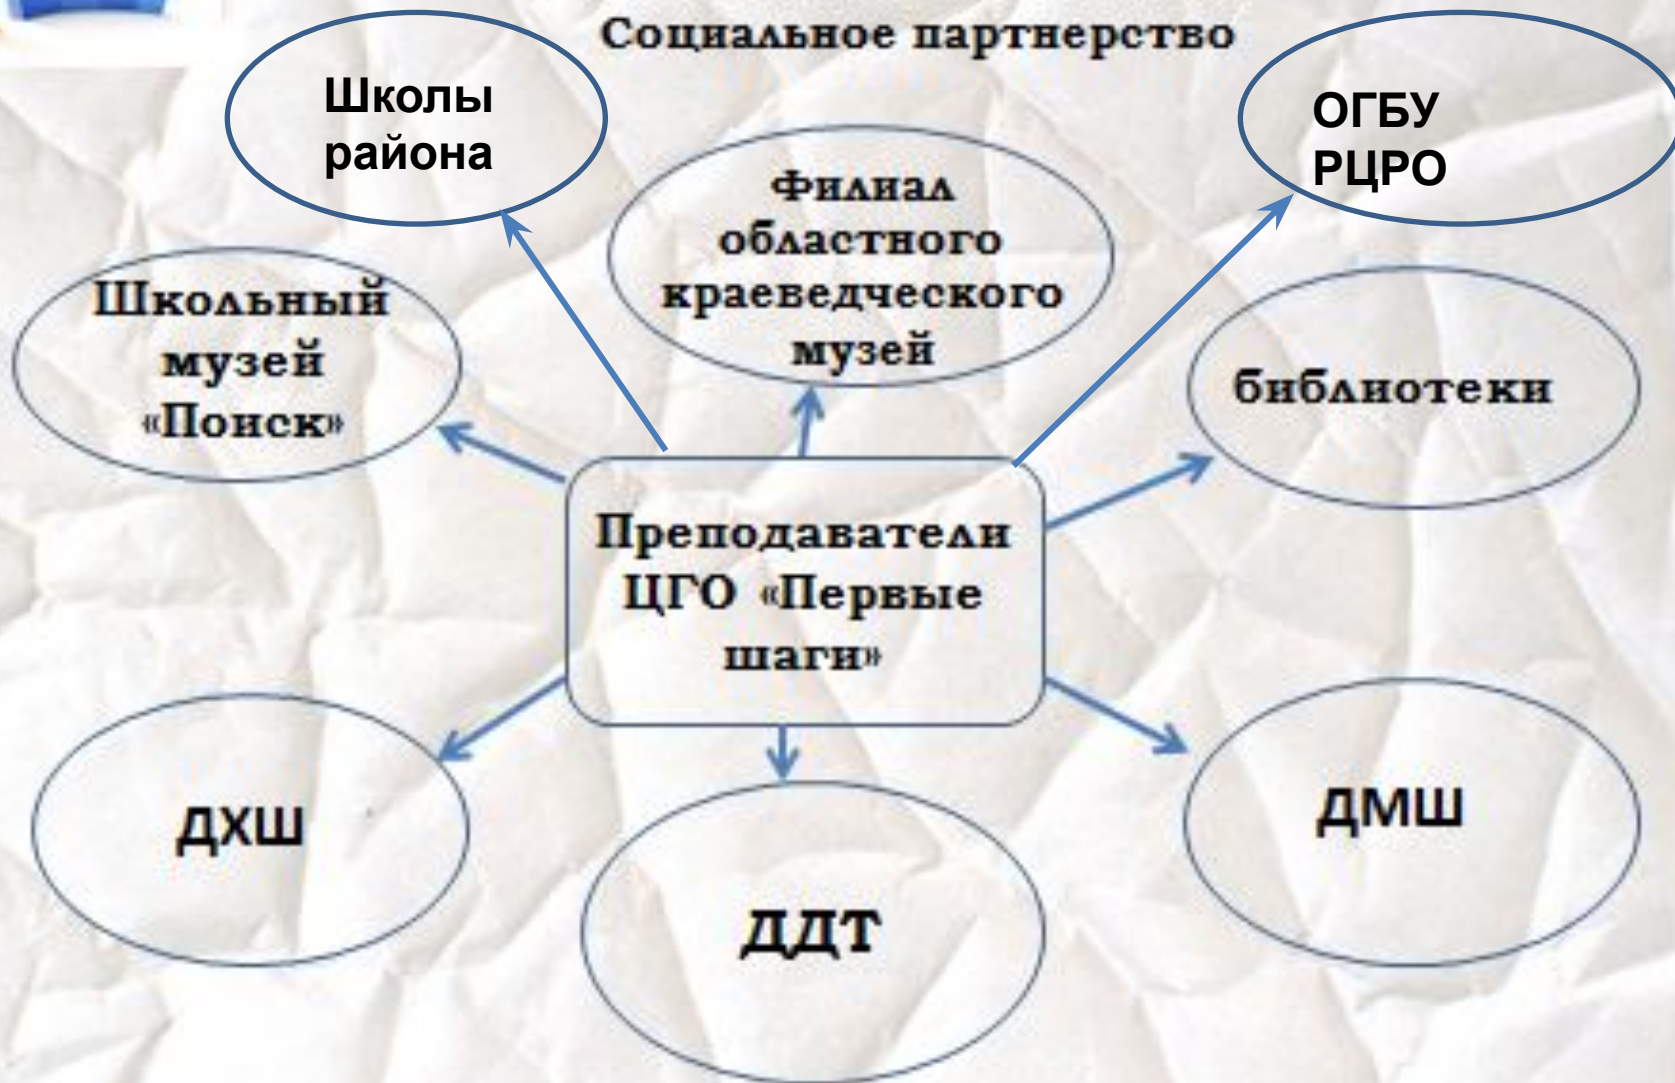 Социальное партнерство
Школы
района
ОГБУ
РЦРО
Филиал
областного
краеведческого
музей
Школьный
музей
«Поиск»
библиотеки
Преподаватели
ЦГО «Первые
шаги»
ДХШ
ДДТ
ДМШ